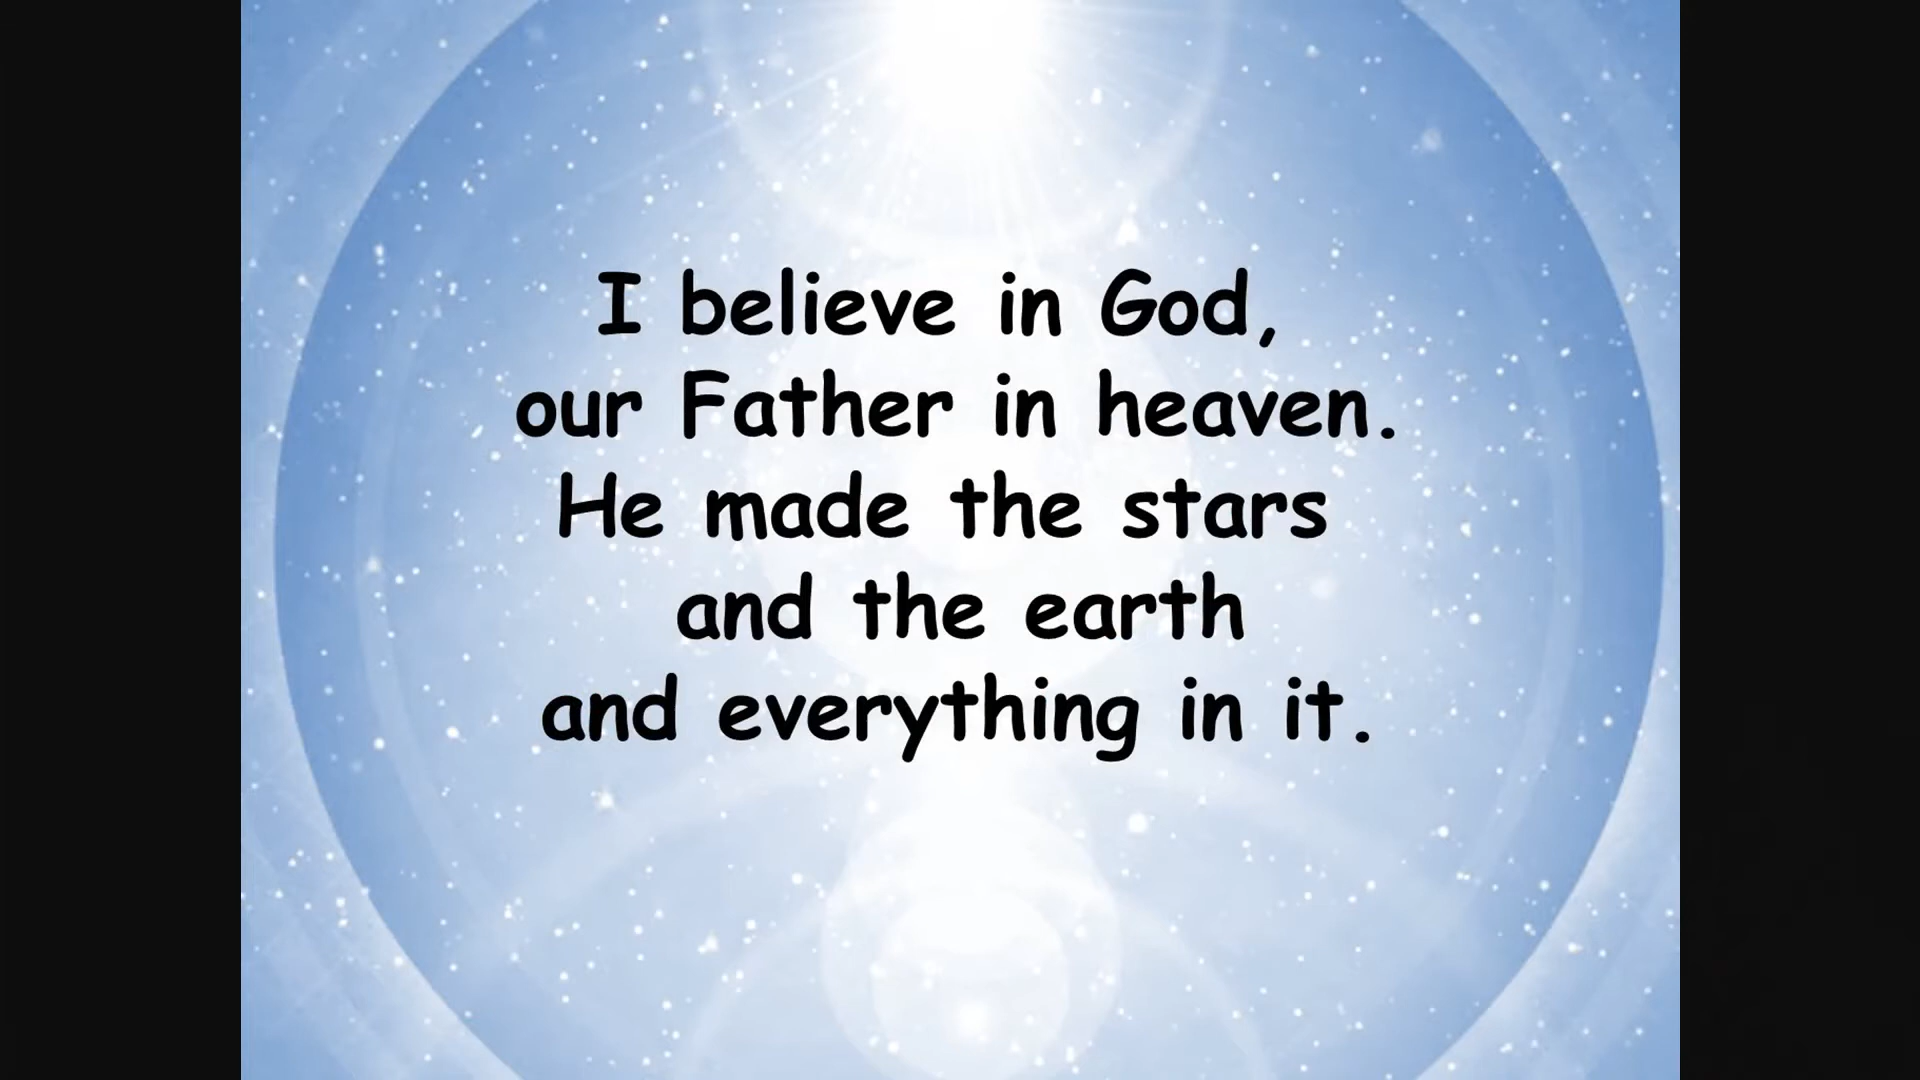 I believe in God,
our Father in heaven.
He made the stars
and the earth
and everything in it.